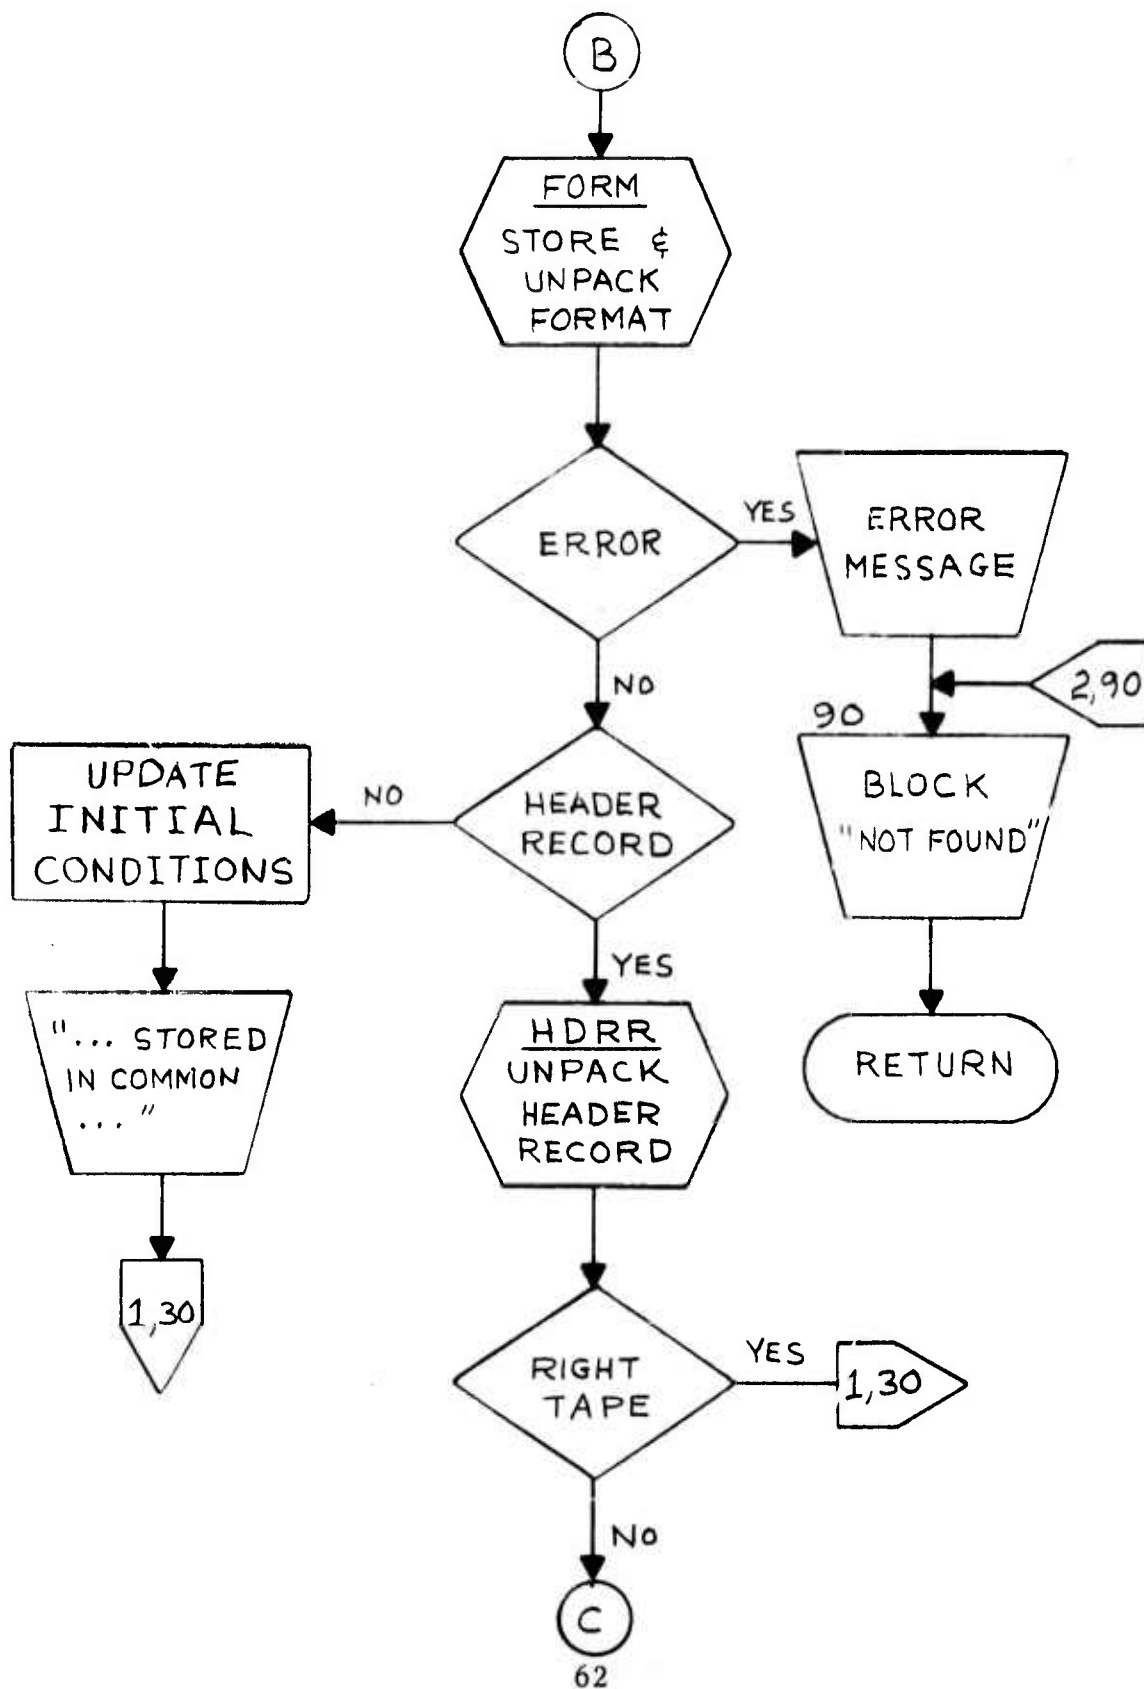 B
FORM
STORE &
UNPACK
FORMAT
ERROR
YES
ERROR
MESSAGE
NO
2,90
90
BLOCK
"NOT FOUND"
RETURN
HEADER
RECORD
NO
UPDATE
INITIAL
CONDITIONS
"... STORED
IN COMMON
... "
1,30
YES
HDRR
UNPACK
HEADER
RECORD
RIGHT
TAPE
YES
1,30
NO
C
62